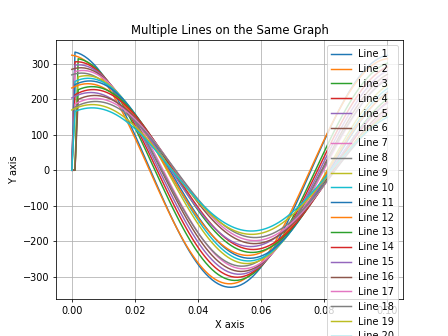 Multiple Lines on the Same Graph
Y axis
300
200
100
0
−100
−200
−300
0.00
0.02
0.04
0.06
X axis
Line 1
Line 2
Line 3
Line 4
Line 5
Line 6
Line 7
Line 8
Line 9
Line 10
Line 11
Line 12
Line 13
Line 14
Line 15
Line 16
Line 17
Line 18
Line 19
Line 20